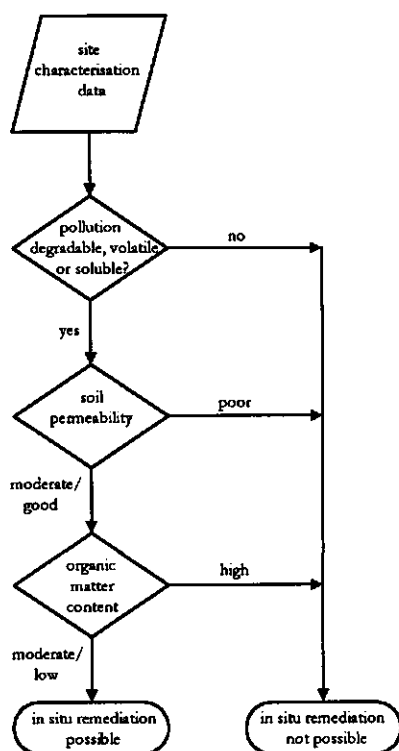 site
characterisation
data
pollution
degradable, volatile
or soluble?
no
yes
soil
permeability
poor
moderate/
good
organic
matter
content
high
moderate/
low
in situ remediation
possible
in situ remediation
not possible